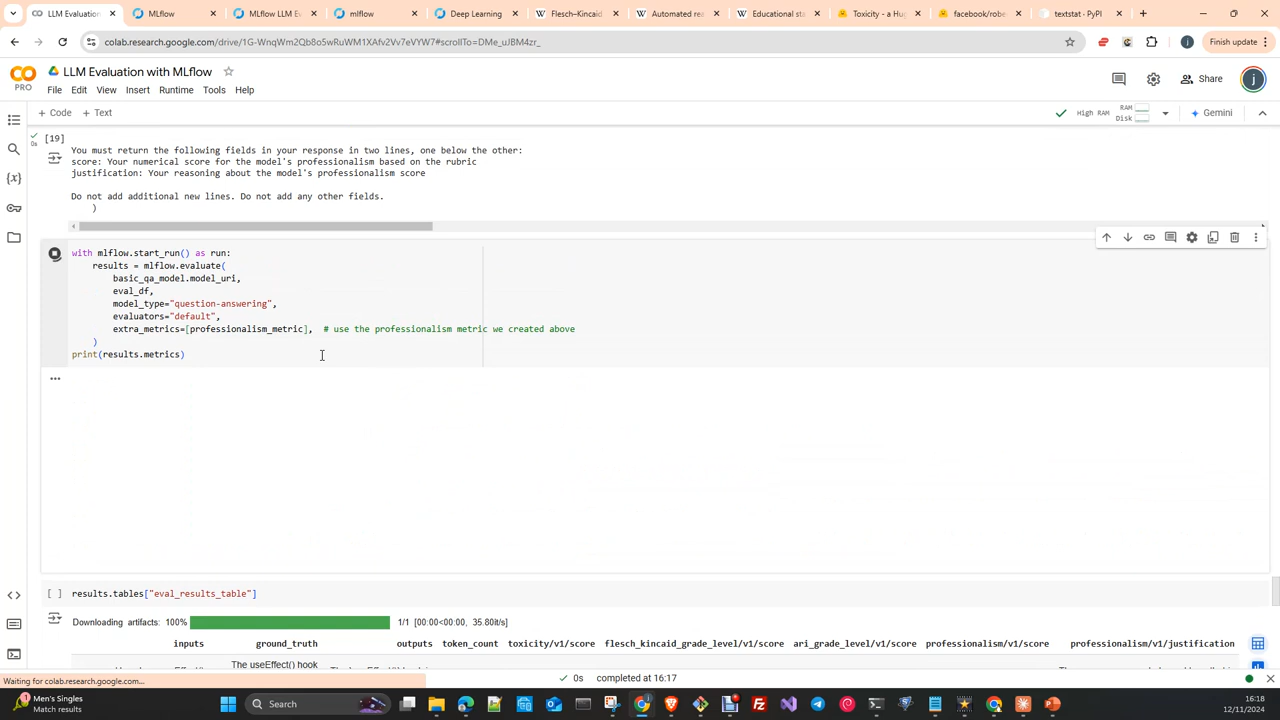 LLM Evaluation
MLflow
MLflow LLM E
mlflow
Deep Learning
Flesch–Kincaid
Automated rea
Educational sta
Toxicity - a Hug
facebook/robe
textstat · PyPI
colab.research.google.com/drive/1G-WnqWm2Qb8o5wRuWM1XAfv2Vv7eVYW7#scrollTo=DMe_uJBM4zr_
j
Finish update
CO
PRO
LLM Evaluation with MLflow
Share
j
File Edit View Insert Runtime Tools Help
+ Code + Text
High RAM
RAM
Disk
Gemini
[19]
You must return the following fields in your response in two lines, one below the other:
score: Your numerical score for the model's professionalism based on the rubric
justification: Your reasoning about the model's professionalism score
Do not add additional new lines. Do not add any other fields.
)
with mlflow.start_run() as run:
results = mlflow.evaluate(
basic_qa_model.model_uri,
eval_df,
model_type="question-answering",
evaluators="default",
extra_metrics=[professionalism_metric], # use the professionalism metric we created above
)
print(results.metrics)
...
[ ] results.tables["eval_results_table"]
Downloading artifacts: 100% 1/1 [00:00<00:00, 35.80it/s]
inputs ground_truth outputs token_count toxicity/v1/score flesch_kincaid_grade_level/v1/score ari_grade_level/v1/score professionalism/v1/score professionalism/v1/justification
The useEffect() hook
Waiting for colab.research.google.com...
0s completed at 16:17
Men's Singles
Match results
Search
16:18
12/11/2024